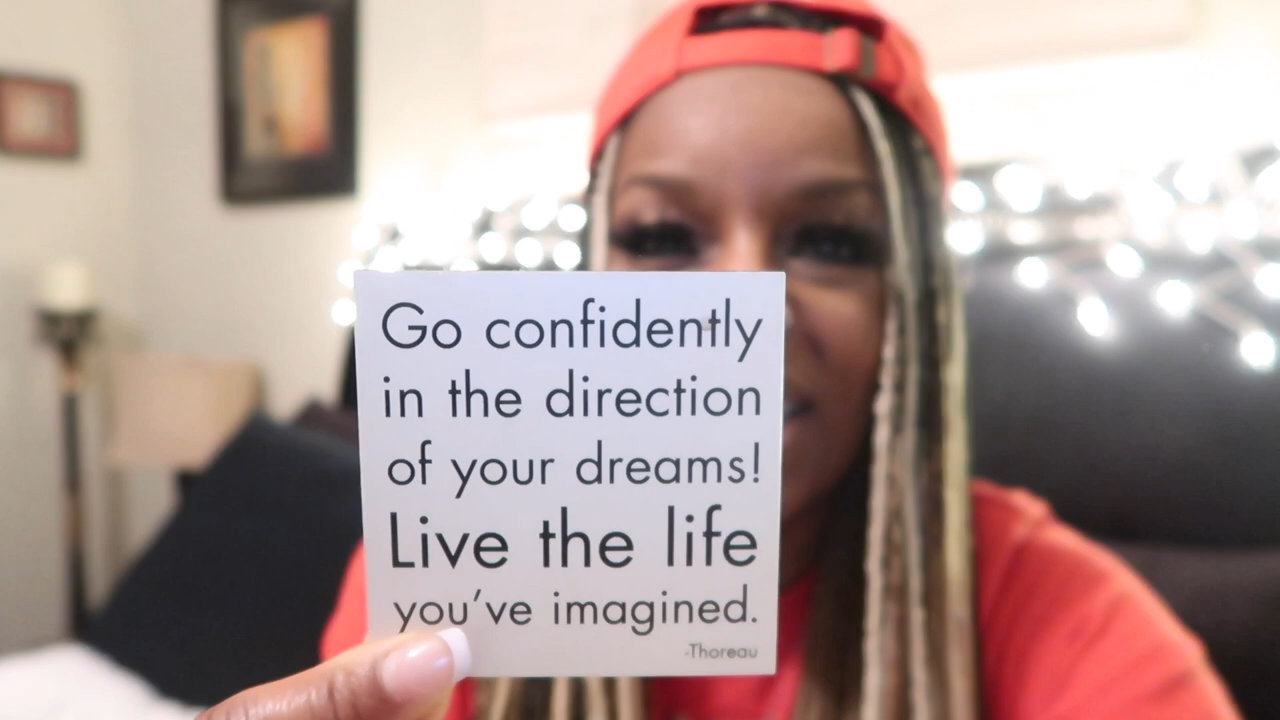 Go confidently
in the direction
of your dreams!
Live the life
you've imagined.
-Thoreau